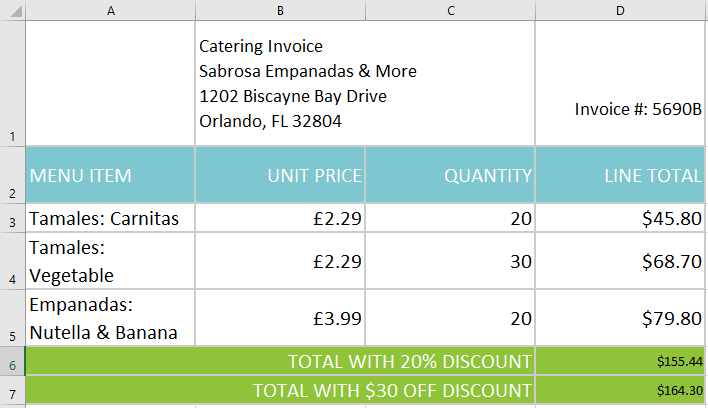 A B C D
1
Catering Invoice
Sabrosa Empanadas & More
1202 Biscayne Bay Drive
Orlando, FL 32804
Invoice #: 5690B
2 MENU ITEM UNIT PRICE QUANTITY LINE TOTAL
3 Tamales: Carnitas £2.29 20 $45.80
4 Tamales:
Vegetable £2.29 30 $68.70
5 Empanadas:
Nutella & Banana £3.99 20 $79.80
6 TOTAL WITH 20% DISCOUNT $155.44
7 TOTAL WITH $30 OFF DISCOUNT $164.30